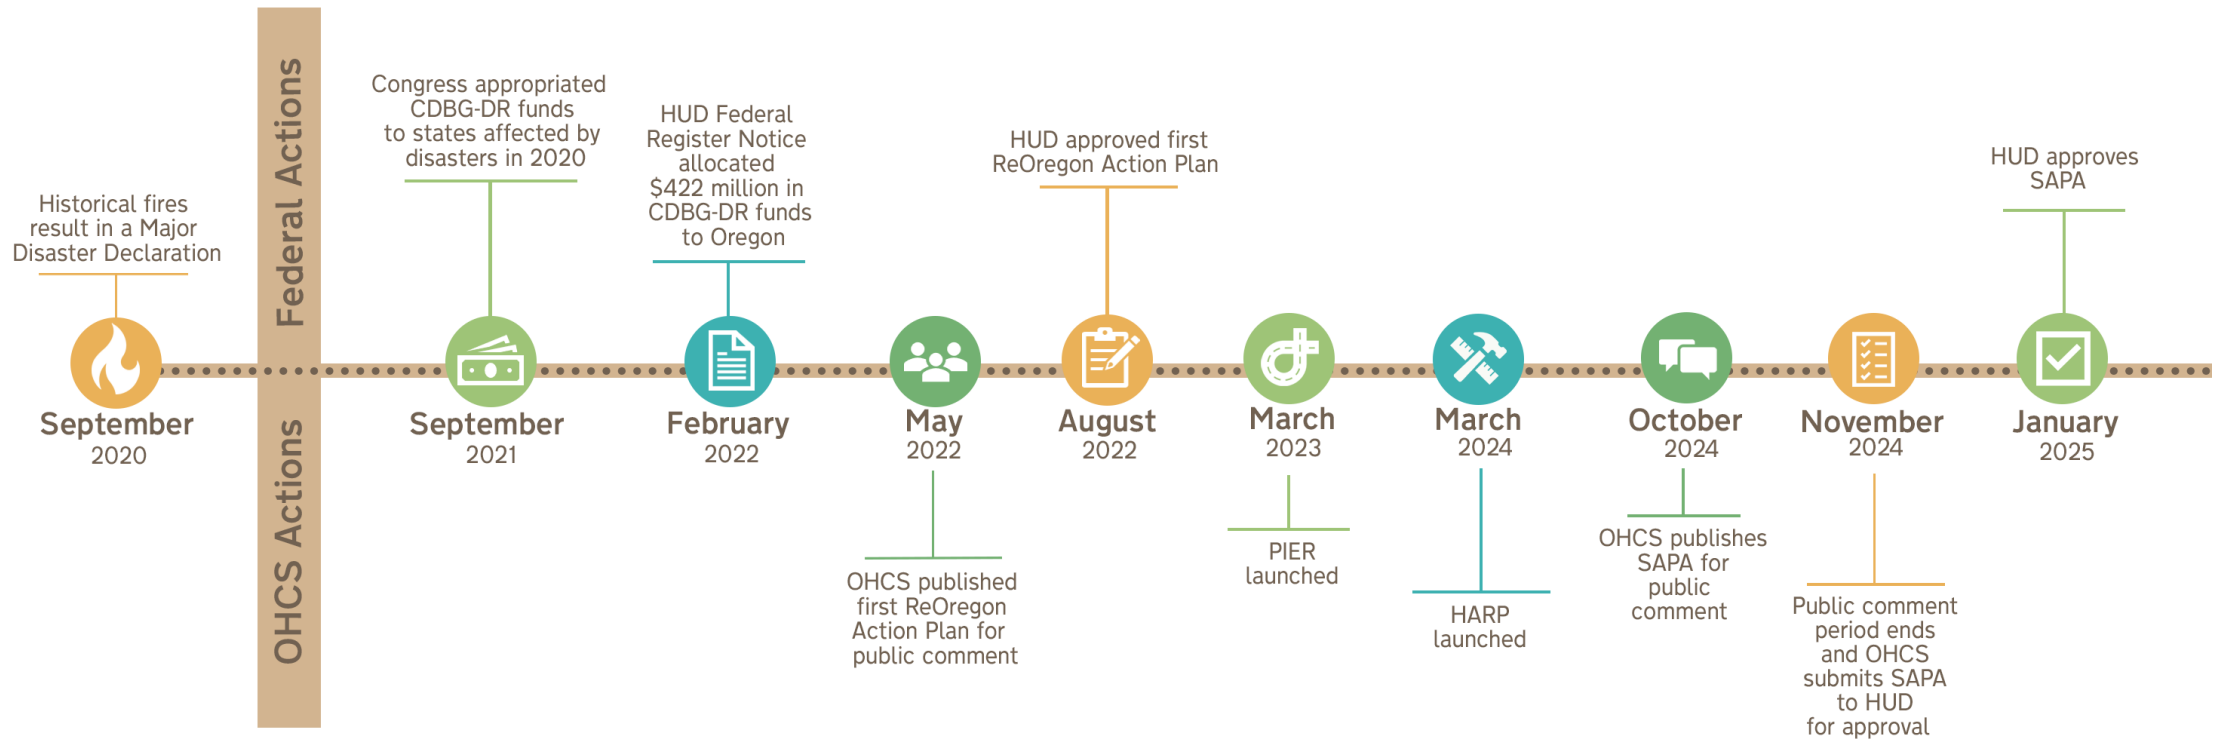 Historical fires
result in a Major
Disaster Declaration
September
2020
Federal Actions
OHCS Actions
Congress appropriated
CDBG-DR funds
to states affected by
disasters in 2020
September
2021
HUD Federal
Register Notice
allocated
$422 million in
CDBG-DR funds
to Oregon
February
2022
May
2022
OHCS published
first ReOregon
Action Plan for
public comment
HUD approved first
ReOregon Action Plan
August
2022
March
2023
PIER
launched
March
2024
HARP
launched
October
2024
OHCS publishes
SAPA for
public
comment
November
2024
Public comment
period ends
and OHCS
submits SAPA
to HUD
for approval
HUD approves
SAPA
January
2025